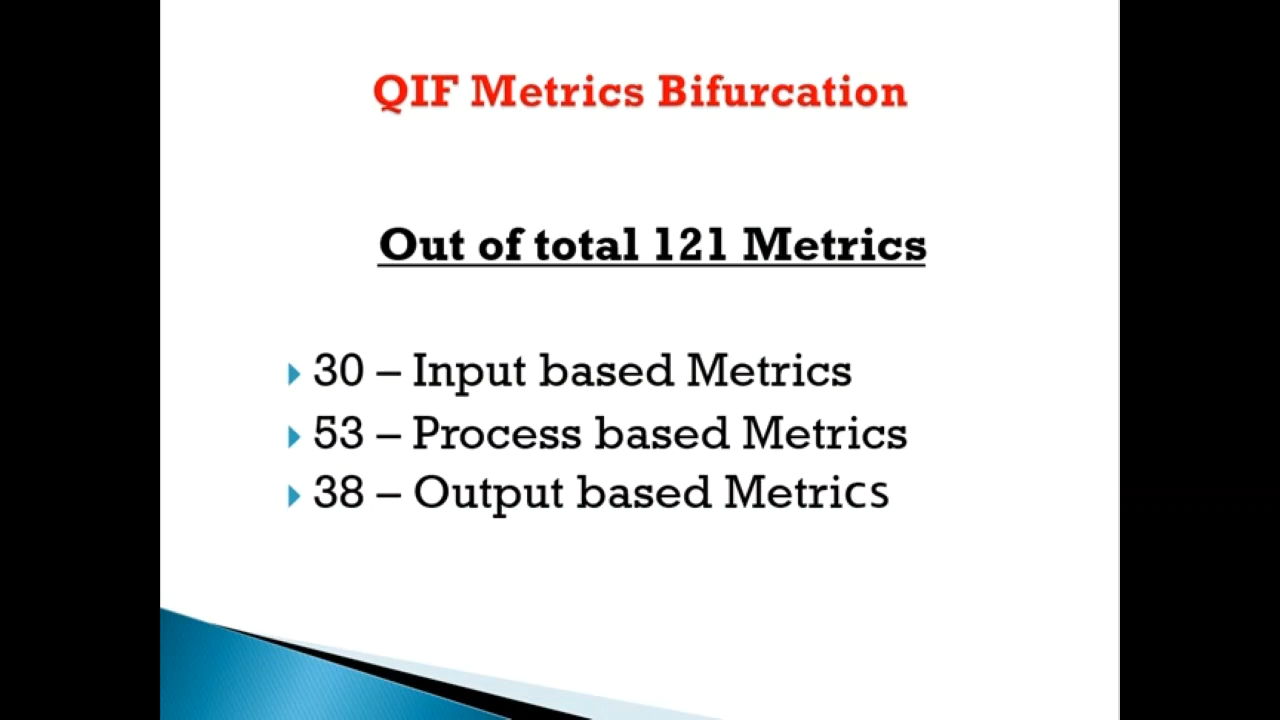 QIF Metrics Bifurcation
Out of total 121 Metrics
30 – Input based Metrics
53 – Process based Metrics
38 – Output based Metrics